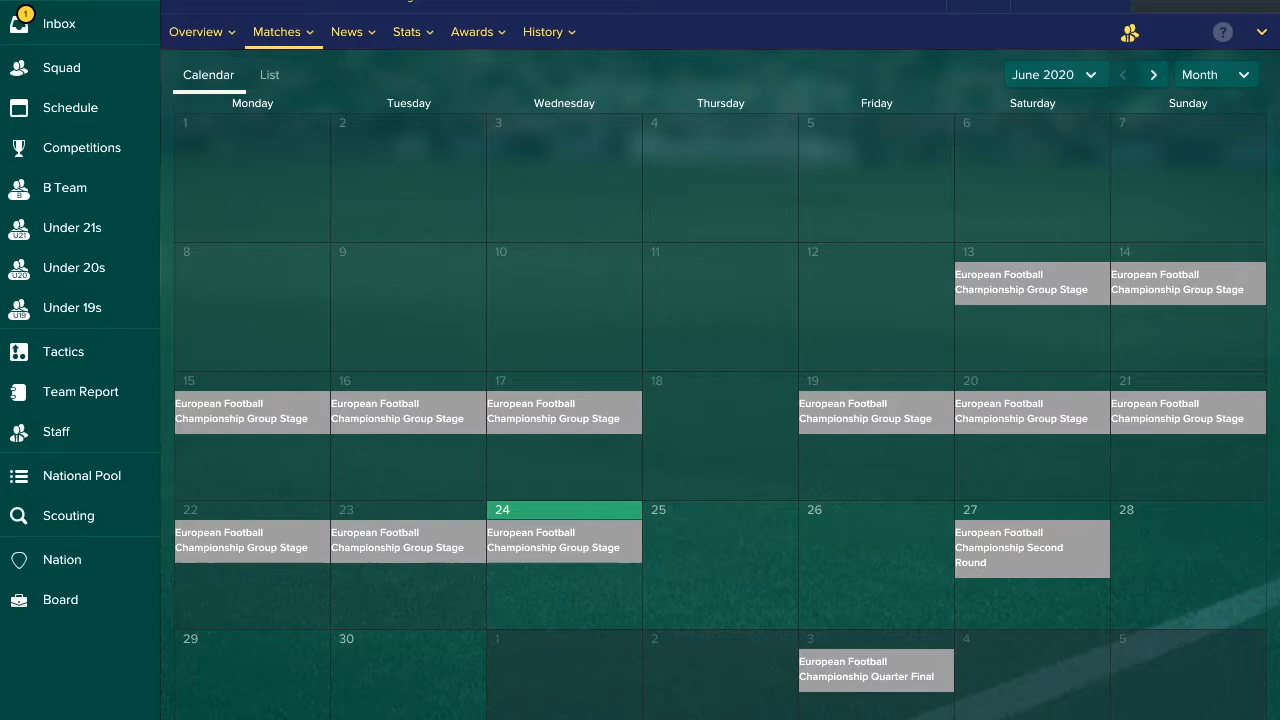 1
Inbox
Squad
Schedule
Competitions
B
B Team
U21
Under 21s
U20
Under 20s
U19
Under 19s
Tactics
Team Report
Staff
National Pool
Scouting
Nation
Board
Overview
Matches
News
Stats
Awards
History
?
Calendar
List
June 2020
Month
Monday
Tuesday
Wednesday
Thursday
Friday
Saturday
Sunday
1
2
3
4
5
6
7
8
9
10
11
12
13
European Football
Championship Group Stage
14
European Football
Championship Group Stage
15
European Football
Championship Group Stage
16
European Football
Championship Group Stage
17
European Football
Championship Group Stage
18
19
European Football
Championship Group Stage
20
European Football
Championship Group Stage
21
European Football
Championship Group Stage
22
European Football
Championship Group Stage
23
European Football
Championship Group Stage
24
European Football
Championship Group Stage
25
26
27
European Football
Championship Second
Round
28
29
30
1
2
3
European Football
Championship Quarter Final
4
5